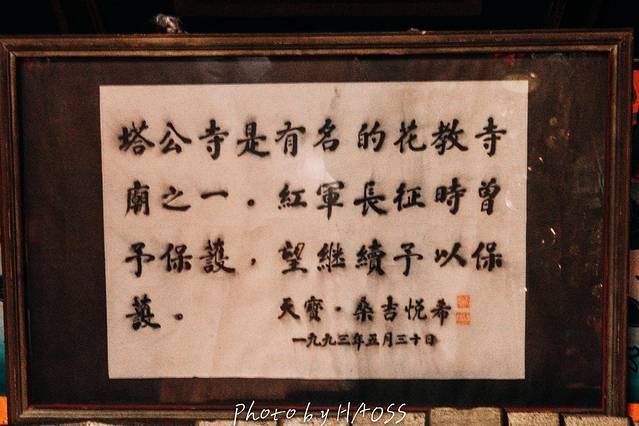 塔公寺是有名的花教寺
廟之一。紅軍長征時曾
予保護，望繼續予以保
護。
天寶·桑吉悅希
一九九三年五月三十日
Photo by HAOSS